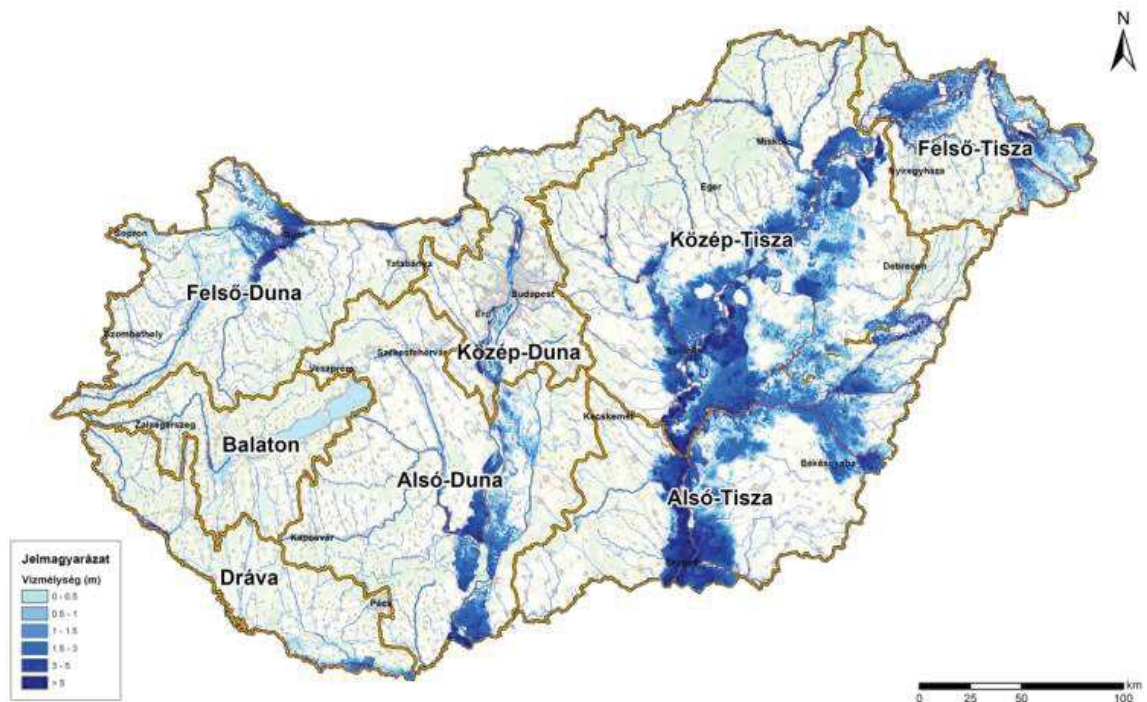 N
Felső-Tisza
Miskolc
Nyíregyháza
Eger
Közép-Tisza
Sopron
Győr
Tatabánya
Debrecen
Felső-Duna
Budapest
Érd
Szombathely
Székesfehérvár
Közép-Duna
Veszprém
Kecskemét
Zalaegerszeg
Balaton
Békéscsaba
Alsó-Duna
Alsó-Tisza
Kaposvár
Dráva
Pécs
Jelmagyarázat
Vízmélység (m)
0 - 0.5
0.5 - 1
1 - 1.5
1,5 - 3
3 - 5
> 5
km
0 25 50 100